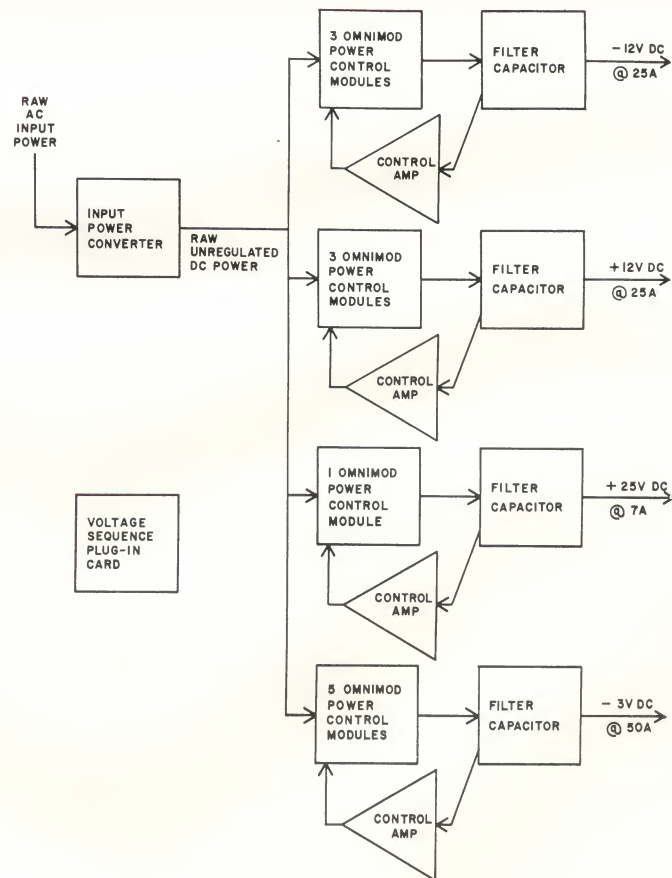 RAW
AC
INPUT
POWER
INPUT
POWER
CONVERTER
RAW
UNREGULATED
DC POWER
3 OMNIMOD
POWER
CONTROL
MODULES
FILTER
CAPACITOR
−12V DC
@ 25A
CONTROL
AMP
3 OMNIMOD
POWER
CONTROL
MODULES
FILTER
CAPACITOR
+12V DC
@ 25A
CONTROL
AMP
VOLTAGE
SEQUENCE
PLUG-IN
CARD
1 OMNIMOD
POWER
CONTROL
MODULE
FILTER
CAPACITOR
+ 25V DC
@ 7A
CONTROL
AMP
5 OMNIMOD
POWER
CONTROL
MODULES
FILTER
CAPACITOR
− 3V DC
@ 50A
CONTROL
AMP